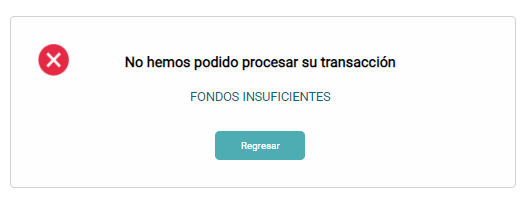 No hemos podido procesar su transacción
FONDOS INSUFICIENTES
Regresar